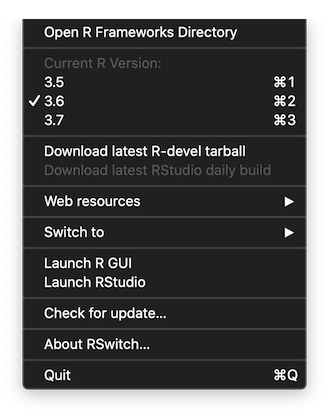 Open R Frameworks Directory
Current R Version:
3.5 ⌘1
✓ 3.6 ⌘2
3.7 ⌘3
Download latest R-devel tarball
Download latest RStudio daily build
Web resources ▶
Switch to ▶
Launch R GUI
Launch RStudio
Check for update...
About RSwitch...
Quit ⌘Q